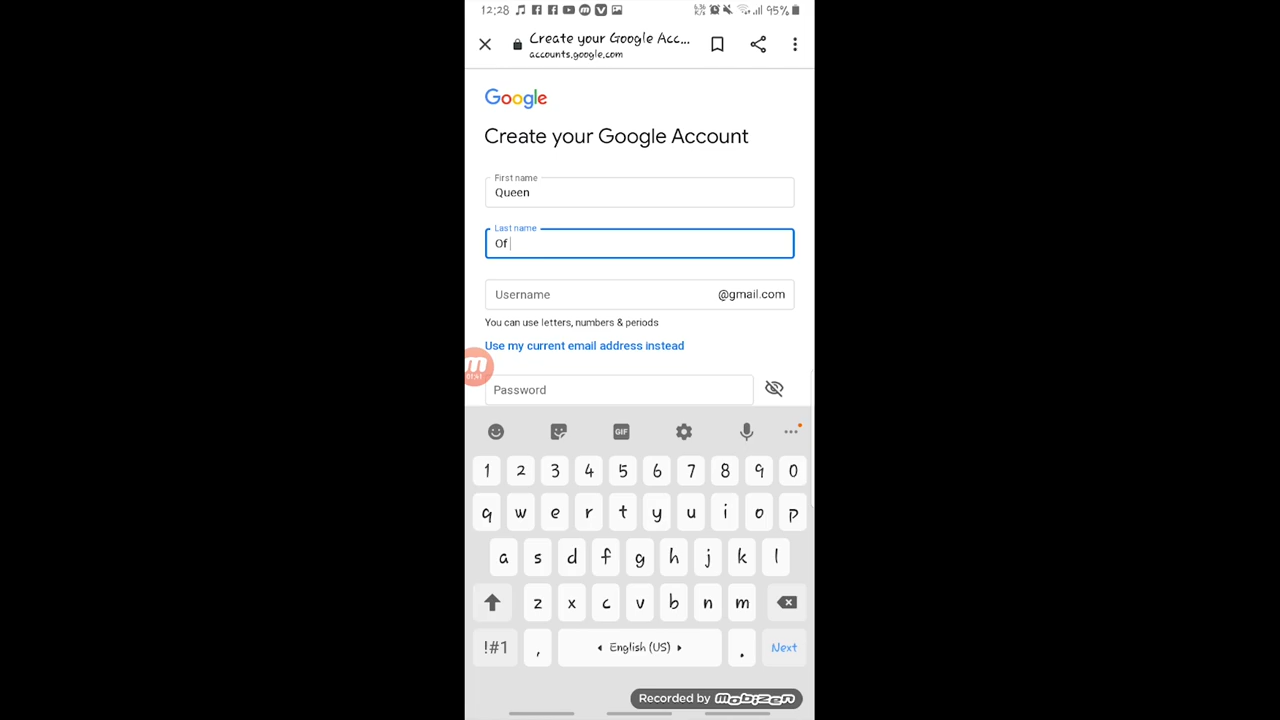 12:28
95%
Create your Google Acc...
accounts.google.com
Google
Create your Google Account
First name
Queen
Last name
Of
Username @gmail.com
You can use letters, numbers & periods
Use my current email address instead
Password
GIF
1 2 3 4 5 6 7 8 9 0
q w e r t y u i o p
a s d f g h j k l
z x c v b n m
!#1 , English (US) . Next
Recorded by mobizen